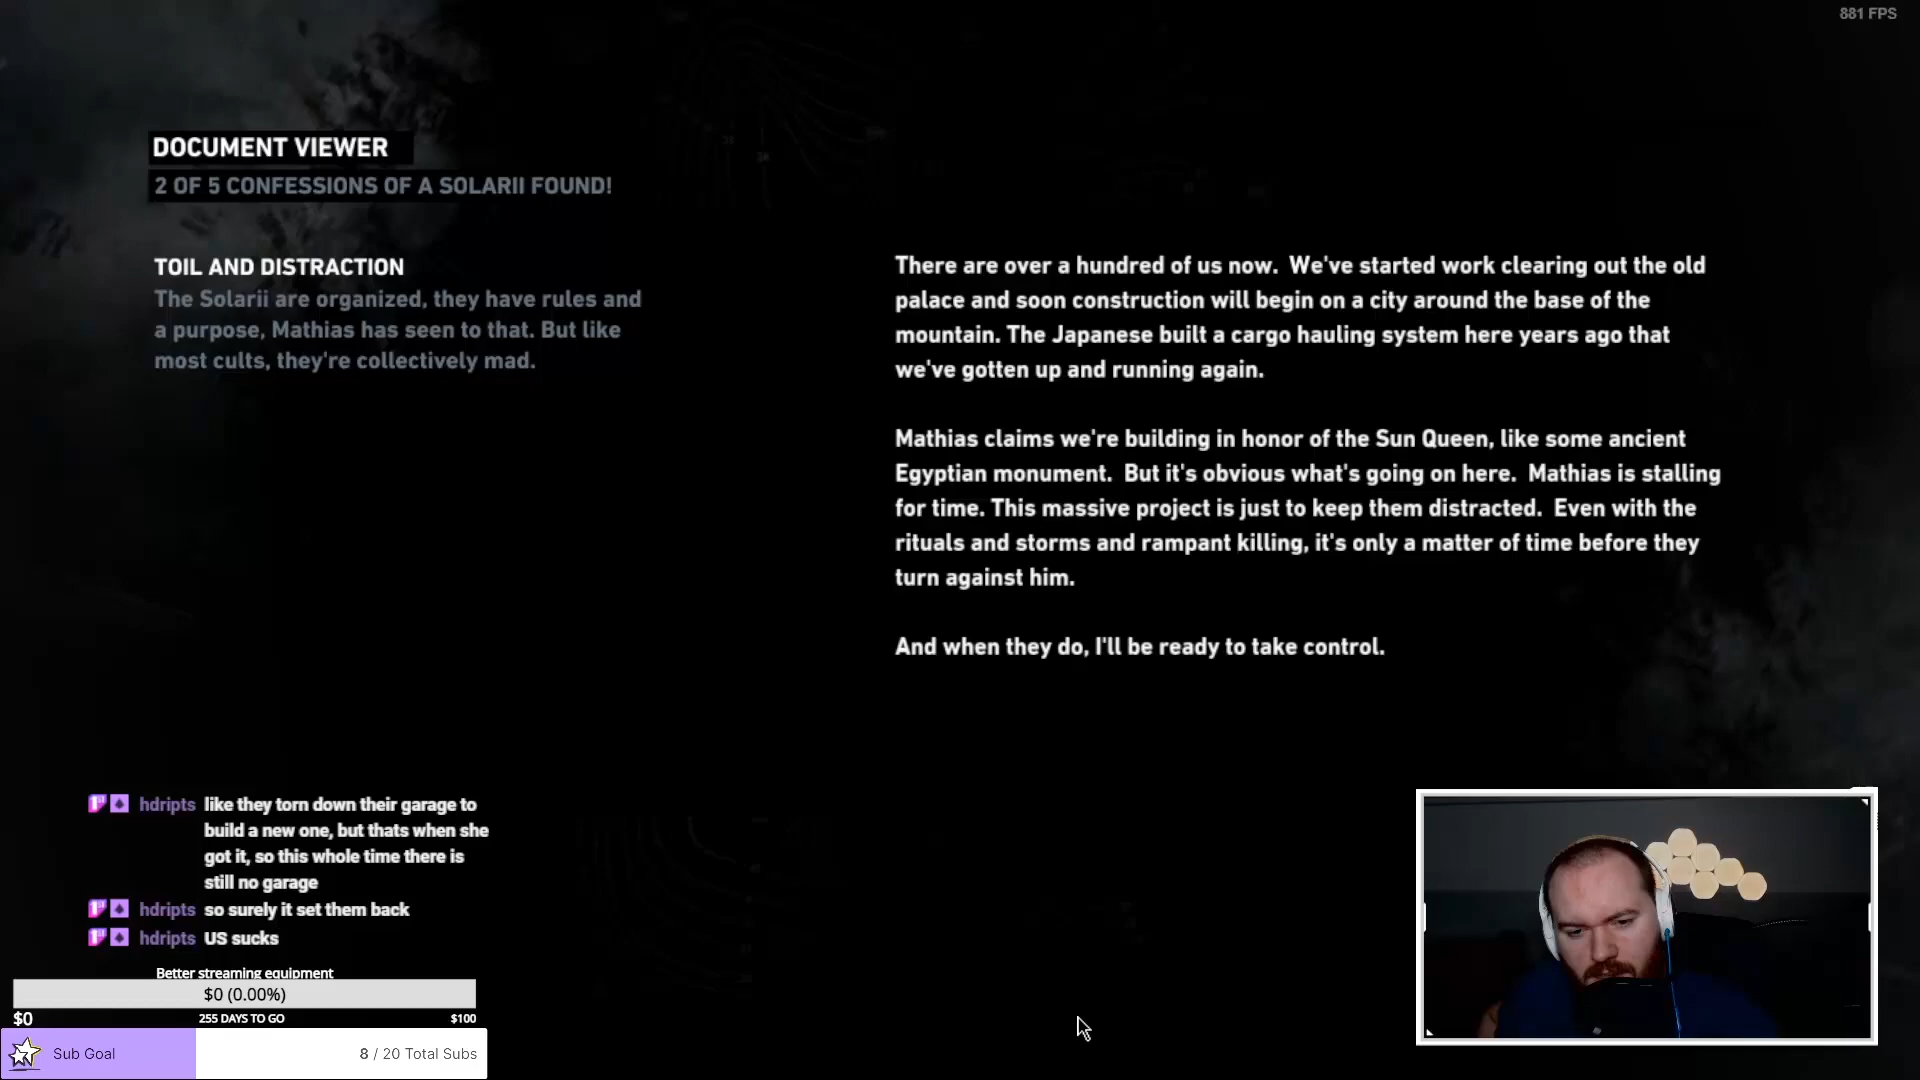 881 FPS
DOCUMENT VIEWER
2 OF 5 CONFESSIONS OF A SOLARII FOUND!
TOIL AND DISTRACTION
The Solarii are organized, they have rules and
a purpose, Mathias has seen to that. But like
most cults, they're collectively mad.
There are over a hundred of us now. We've started work clearing out the old
palace and soon construction will begin on a city around the base of the
mountain. The Japanese built a cargo hauling system here years ago that
we've gotten up and running again.
Mathias claims we're building in honor of the Sun Queen, like some ancient
Egyptian monument. But it's obvious what's going on here. Mathias is stalling
for time. This massive project is just to keep them distracted. Even with the
rituals and storms and rampant killing, it's only a matter of time before they
turn against him.
And when they do, I'll be ready to take control.
hdripts like they torn down their garage to
build a new one, but thats when she
got it, so this whole time there is
still no garage
hdripts so surely it set them back
hdripts US sucks
Better streaming equipment
$0 (0.00%)
$0 255 DAYS TO GO $100
Sub Goal 8 / 20 Total Subs